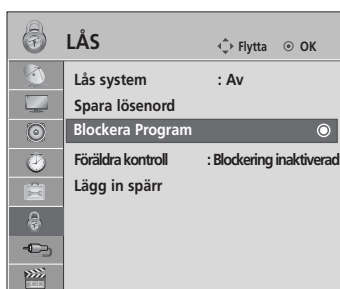 LÅS Flytta OK
Lås system : Av
Spara lösenord
Blockera Program
Föräldra kontroll : Blockering inaktiverad
Lägg in spärr